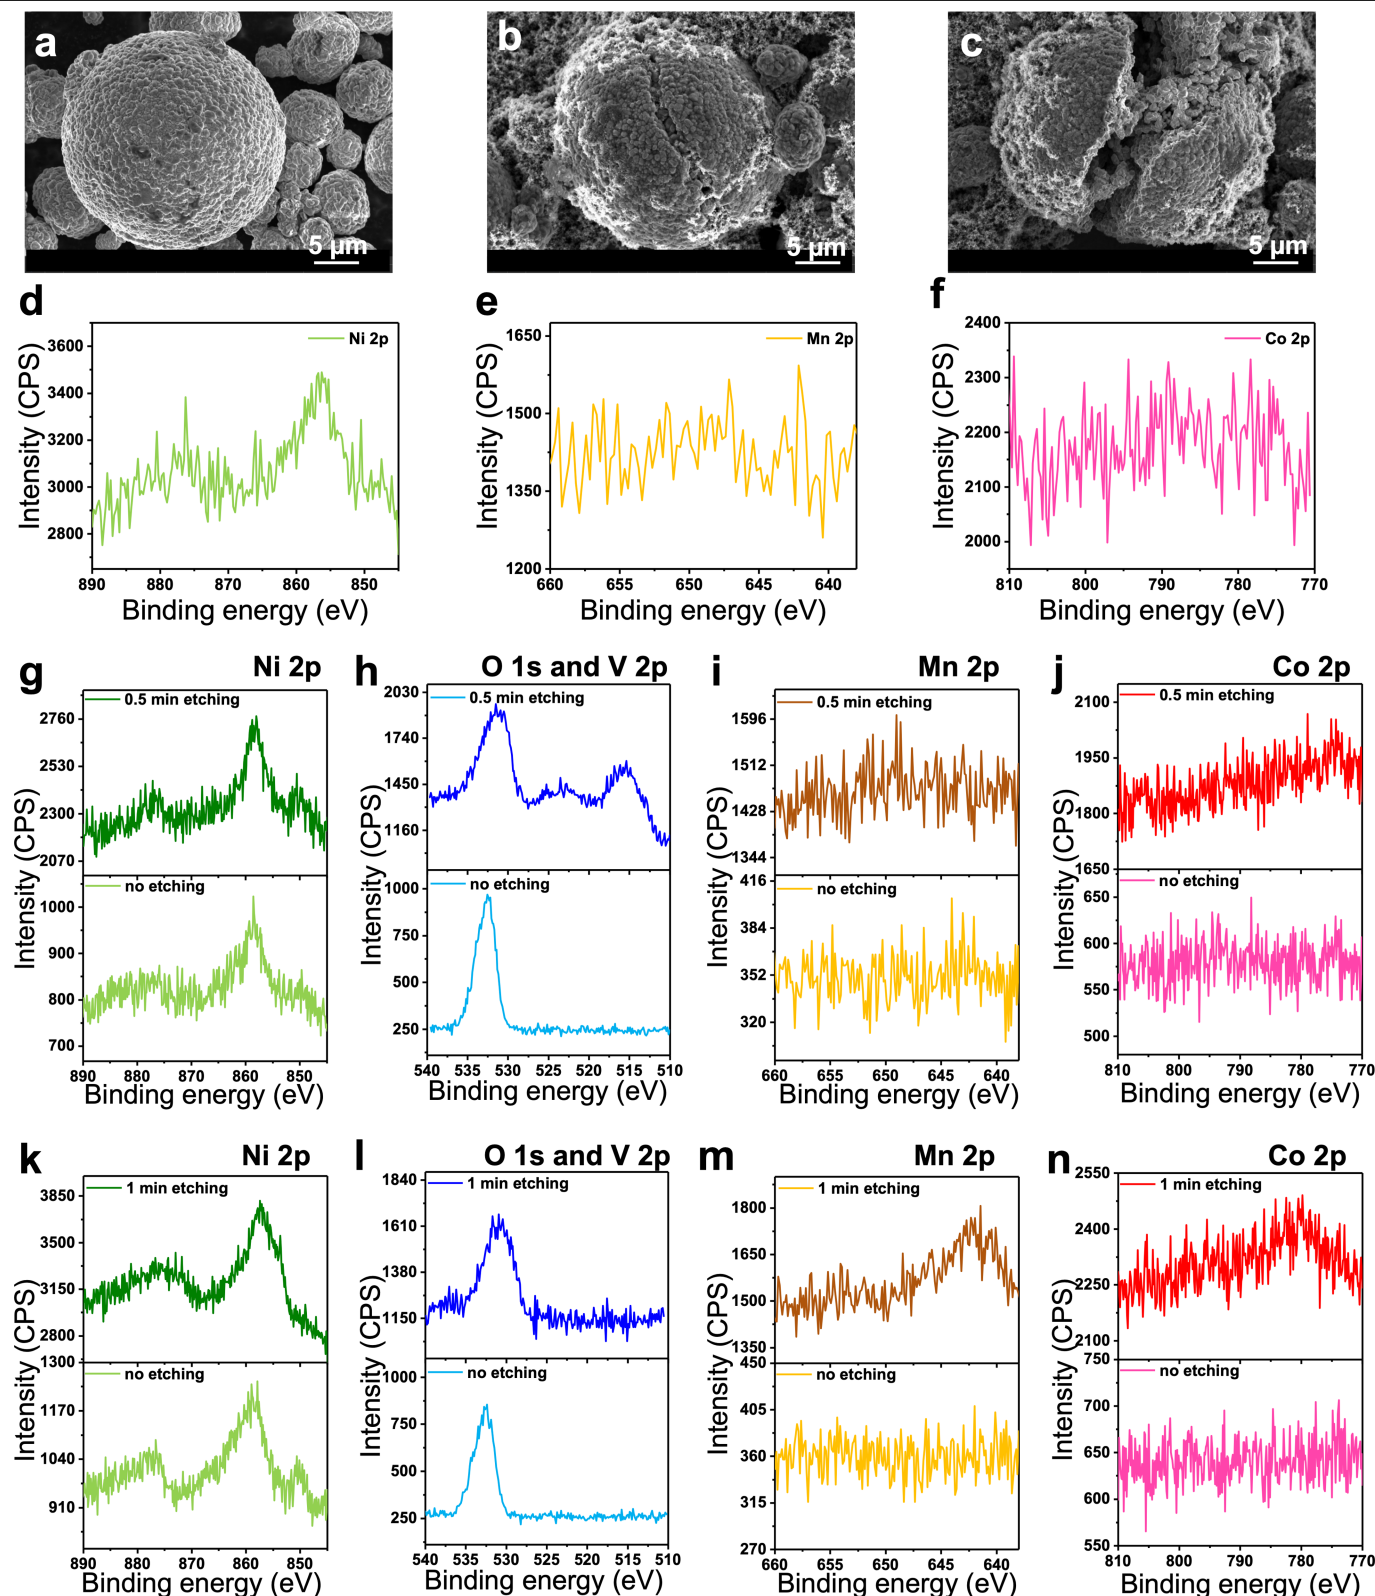 a
5 µm
b
5 µm
c
5 µm
d
Ni 2p
3600
3400
3200
3000
2800
890 880 870 860 850
Intensity (CPS)
Binding energy (eV)
e
Mn 2p
1650
1500
1350
1200
660 655 650 645 640
Intensity (CPS)
Binding energy (eV)
f
Co 2p
2400
2300
2200
2100
2000
810 800 790 780 770
Intensity (CPS)
Binding energy (eV)
g
Ni 2p
0.5 min etching
2760
2530
2300
2070
no etching
1000
900
800
700
890 880 870 860 850
Intensity (CPS)
Binding energy (eV)
h
O 1s and V 2p
0.5 min etching
2030
1740
1450
1160
no etching
1000
750
500
250
540 535 530 525 520 515 510
Intensity (CPS)
Binding energy (eV)
i
Mn 2p
0.5 min etching
1596
1512
1428
1344
no etching
416
384
352
320
660 655 650 645 640
Intensity (CPS)
Binding energy (eV)
j
Co 2p
0.5 min etching
2100
1950
1800
1650
no etching
650
600
550
500
810 800 790 780 770
Intensity (CPS)
Binding energy (eV)
k
Ni 2p
1 min etching
3850
3500
3150
2800
no etching
1300
1170
1040
910
890 880 870 860 850
Intensity (CPS)
Binding energy (eV)
l
O 1s and V 2p
1 min etching
1840
1610
1380
1150
no etching
1000
750
500
250
540 535 530 525 520 515 510
Intensity (CPS)
Binding energy (eV)
m
Mn 2p
1 min etching
1800
1650
1500
1350
no etching
450
405
360
315
270
660 655 650 645 640
Intensity (CPS)
Binding energy (eV)
n
Co 2p
1 min etching
2550
2400
2250
2100
no etching
750
700
650
600
550
810 800 790 780 770
Intensity (CPS)
Binding energy (eV)